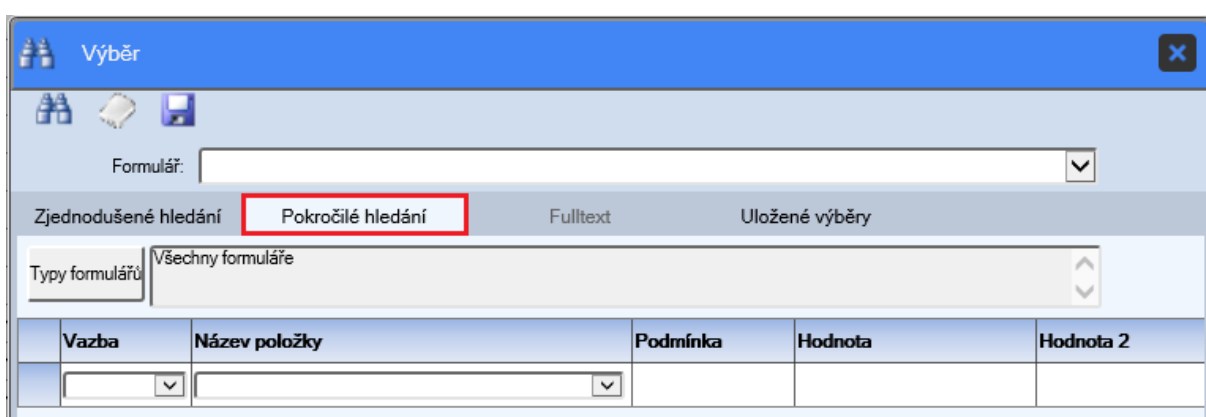 Výběr
Formulář:
Zjednodušené hledání Pokročilé hledání Fulltext Uložené výběry
Typy formulářů Všechny formuláře
Vazba Název položky Podmínka Hodnota Hodnota 2